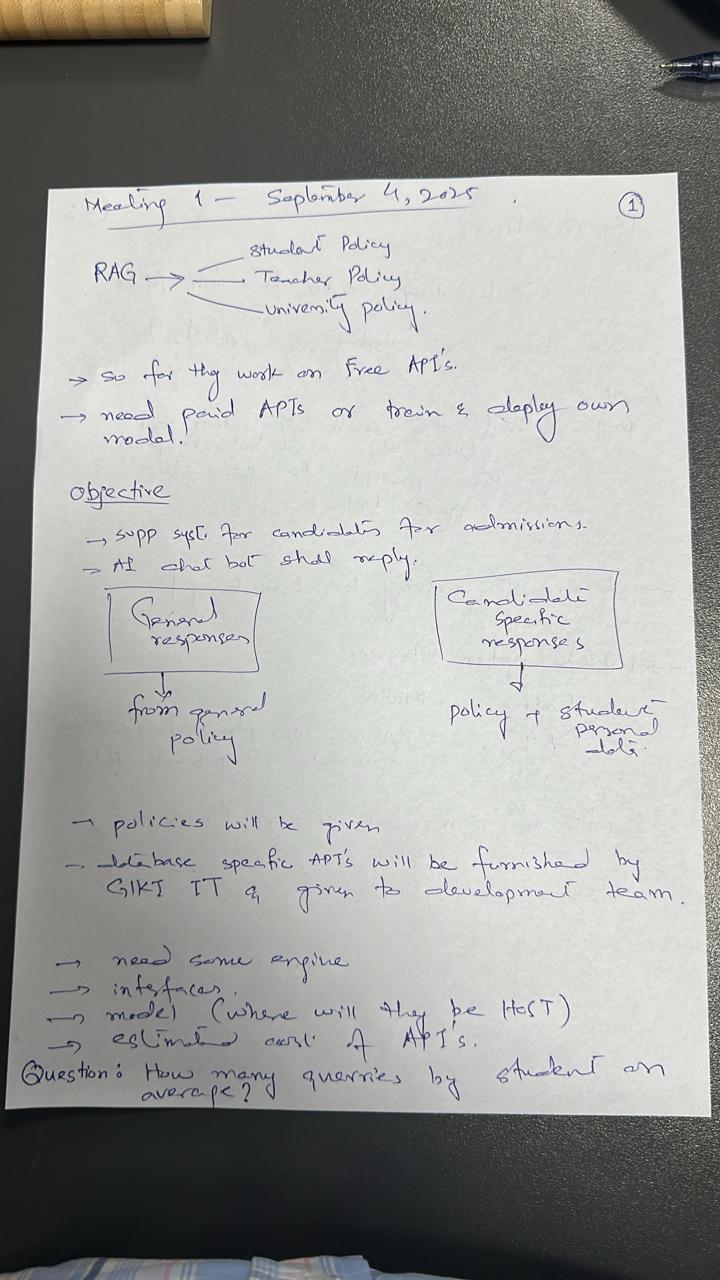 Meeting 1 — September 4, 2025
1
RAG → Student Policy
Teacher Policy
University policy.
→ so far they work on Free API's.
→ need paid APIs or train & deploy own
model.
Objective
→ supp syst. for candidates for admissions.
→ AI chat bot shall reply.
General
responses
from general
policy
Candidate
specific
responses
policy + student
personal
data.
→ policies will be given
→ database specific API's will be furnished by
GIKI IT & given to development team.
→ need some engine
→ interfaces.
→ model (where will they be HOST)
→ estimated cost of API's.
Question: How many querries by student on
average?